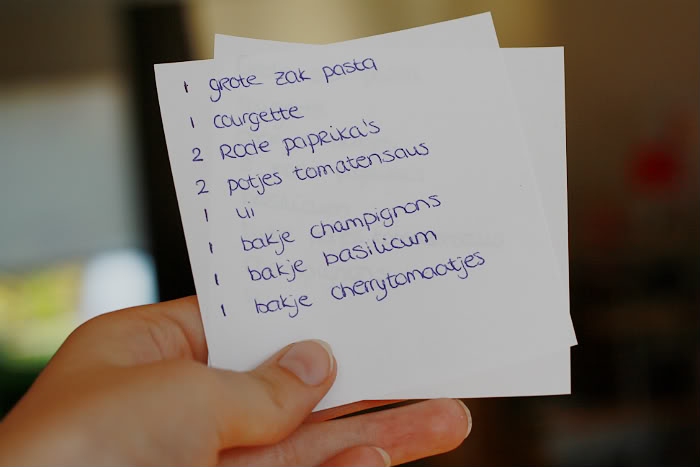 1 grote zak pasta
1 courgette
2 Rode paprika's
2 potjes tomatensaus
1 ui
1 bakje champignons
1 bakje basilicum
1 bakje cherrytomaatjes